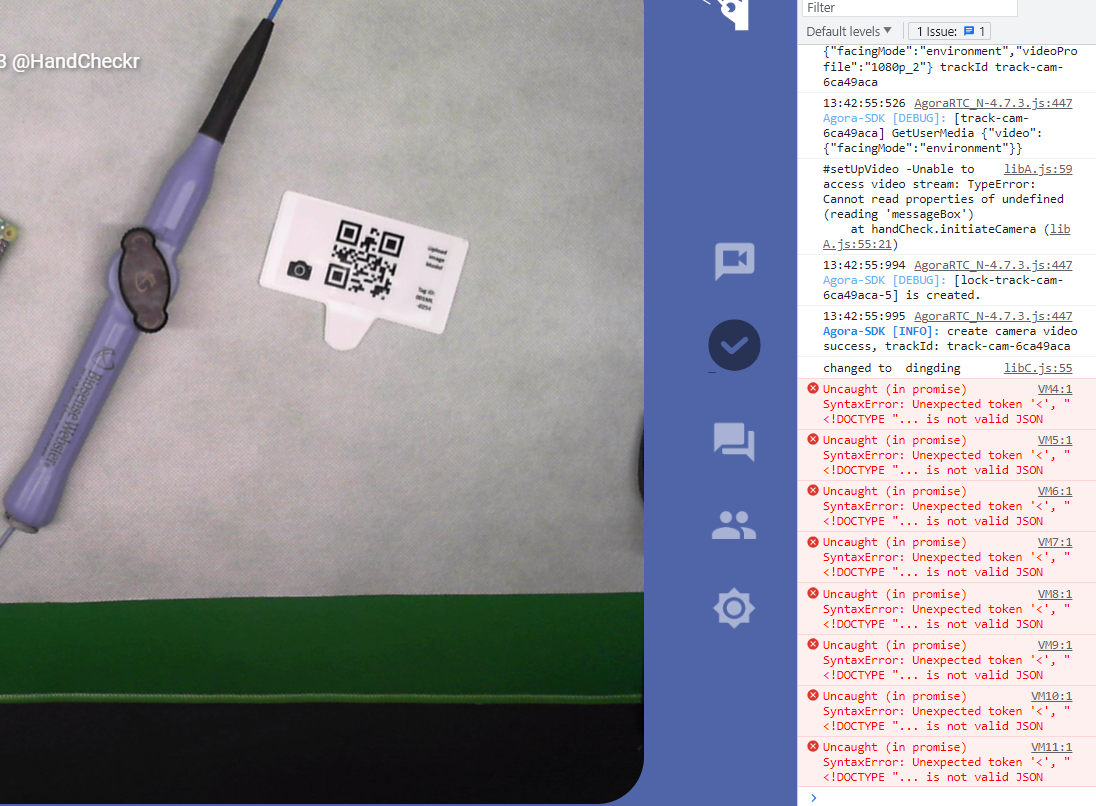 3 @HandCheckr
Upload
Image
Model
Tag ID:
Biosense Webster
Filter
Default levels ▼
1 Issue: 1
{"facingMode":"environment","videoPro
file":"1080p_2"} trackId track-cam-
6ca49aca
13:42:55:526 AgoraRTC_N-4.7.3.js:447
Agora-SDK [DEBUG]: [track-cam-
6ca49aca] GetUserMedia {"video":
{"facingMode":"environment"}}
#setUpVideo -Unable to libA.js:59
access video stream: TypeError:
Cannot read properties of undefined
(reading 'messageBox')
at handCheck.initiateCamera (lib
A.js:55:21)
13:42:55:994 AgoraRTC_N-4.7.3.js:447
Agora-SDK [DEBUG]: [lock-track-cam-
6ca49aca-5] is created.
13:42:55:995 AgoraRTC_N-4.7.3.js:447
Agora-SDK [INFO]: create camera video
success, trackId: track-cam-6ca49aca
changed to dingding libC.js:55
Uncaught (in promise) VM4:1
SyntaxError: Unexpected token '<', "
<!DOCTYPE "... is not valid JSON
Uncaught (in promise) VM5:1
SyntaxError: Unexpected token '<', "
<!DOCTYPE "... is not valid JSON
Uncaught (in promise) VM6:1
SyntaxError: Unexpected token '<', "
<!DOCTYPE "... is not valid JSON
Uncaught (in promise) VM7:1
SyntaxError: Unexpected token '<', "
<!DOCTYPE "... is not valid JSON
Uncaught (in promise) VM8:1
SyntaxError: Unexpected token '<', "
<!DOCTYPE "... is not valid JSON
Uncaught (in promise) VM9:1
SyntaxError: Unexpected token '<', "
<!DOCTYPE "... is not valid JSON
Uncaught (in promise) VM10:1
SyntaxError: Unexpected token '<', "
<!DOCTYPE "... is not valid JSON
Uncaught (in promise) VM11:1
SyntaxError: Unexpected token '<', "
<!DOCTYPE "... is not valid JSON